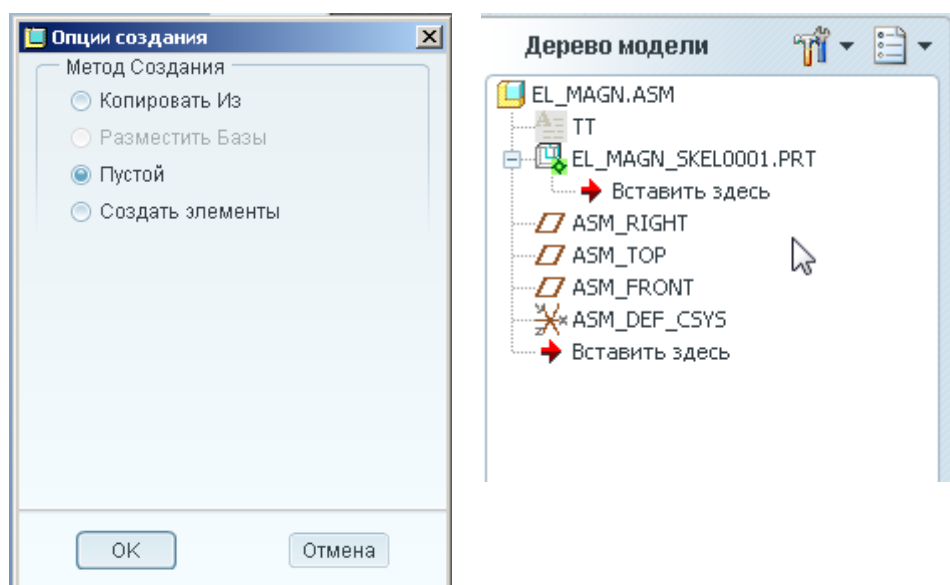 Опции создания
Метод Создания
Копировать Из
Разместить Базы
Пустой
Создать элементы
OK
Отмена
Дерево модели
EL_MAGN.ASM
TT
EL_MAGN_SKEL0001.PRT
Вставить здесь
ASM_RIGHT
ASM_TOP
ASM_FRONT
ASM_DEF_CSYS
Вставить здесь